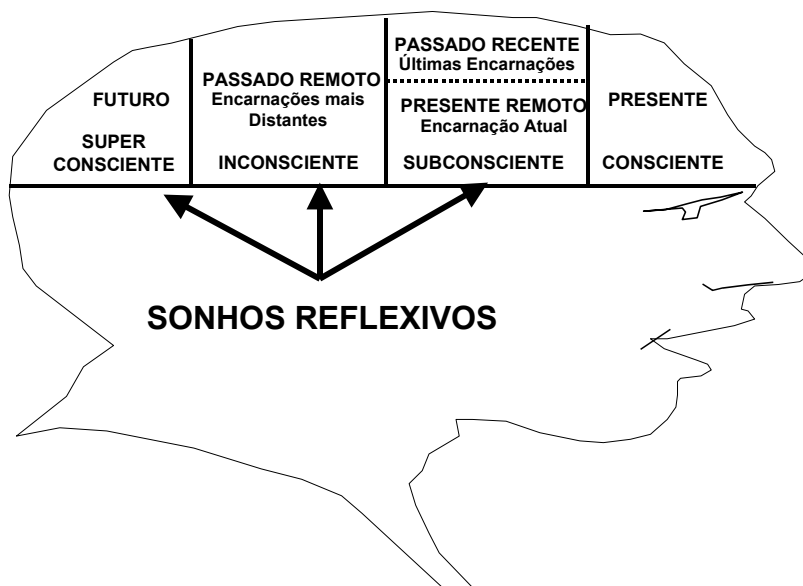 FUTURO
SUPER
CONSCIENTE
PASSADO REMOTO
Encarnações mais
Distantes
INCONSCIENTE
PASSADO RECENTE
Últimas Encarnações
PRESENTE REMOTO
Encarnação Atual
SUBCONSCIENTE
PRESENTE
CONSCIENTE
SONHOS REFLEXIVOS